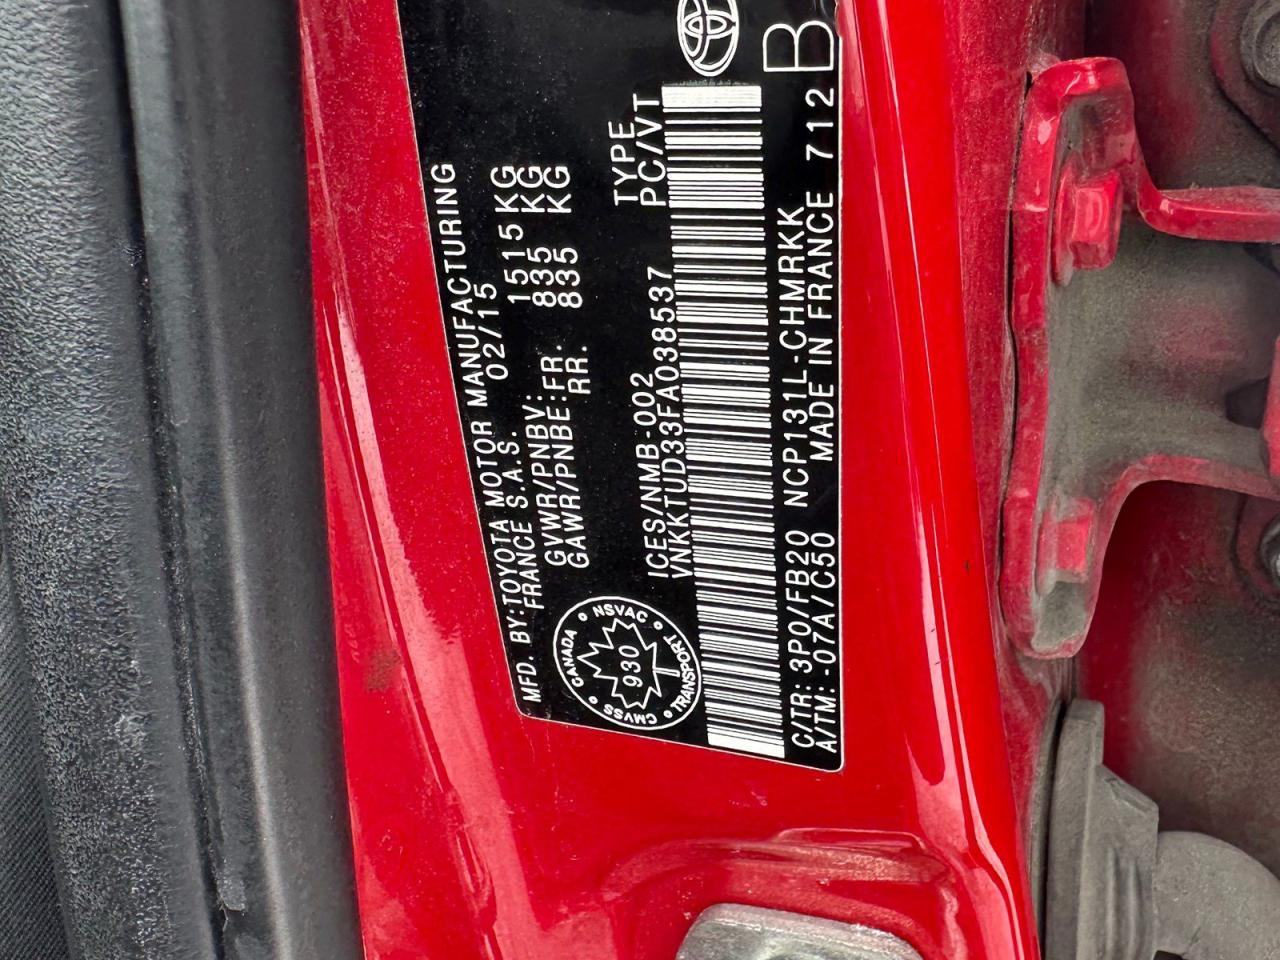 MFD. BY:TOYOTA MOTOR MANUFACTURING
FRANCE S.A.S. 02/15
GVWR/PNBV: 1515 KG
GAWR/PNBE:FR. 835 KG
RR. 835 KG
CANADA NSVAC
930
CMVSS TRANSPORT
ICES/NMB-002 TYPE
VNKKTUD33FA038537 PC/VT
C/TR: 3P0/FB20 NCP131L-CHMRKK
A/TM: -07A/C50 MADE IN FRANCE 712
B